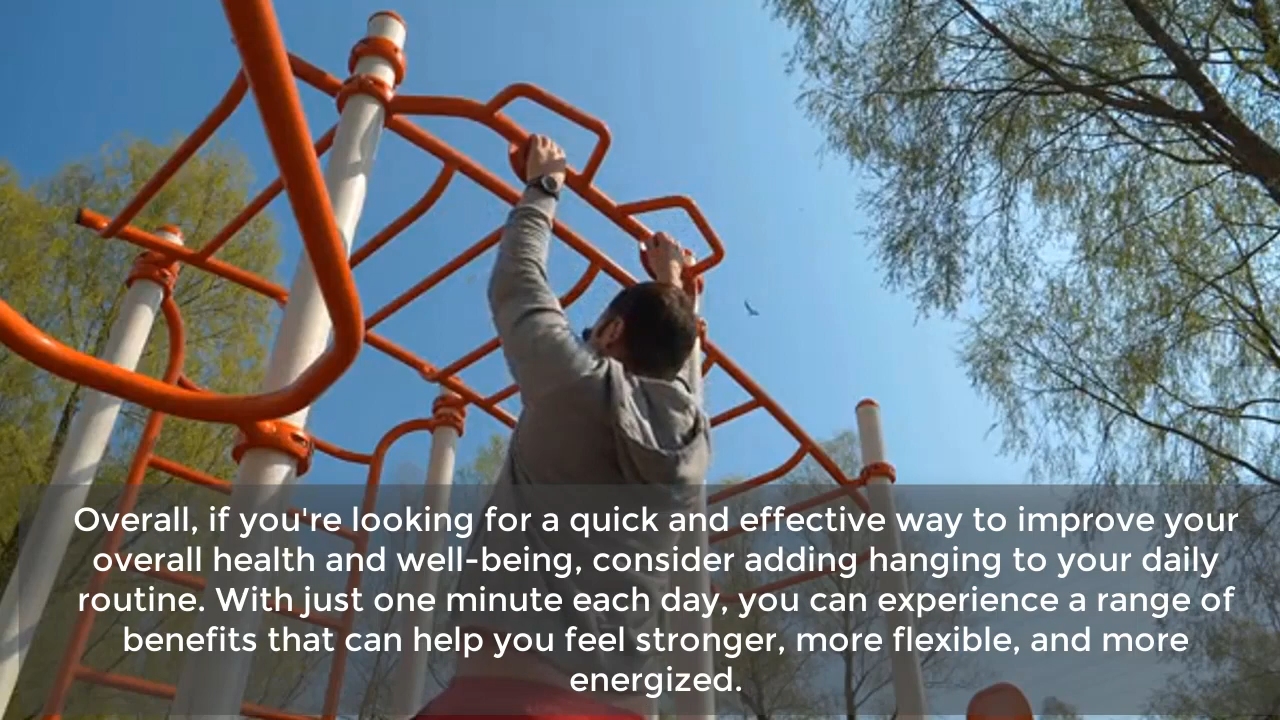 Overall, if you're looking for a quick and effective way to improve your
overall health and well-being, consider adding hanging to your daily
routine. With just one minute each day, you can experience a range of
benefits that can help you feel stronger, more flexible, and more
energized.